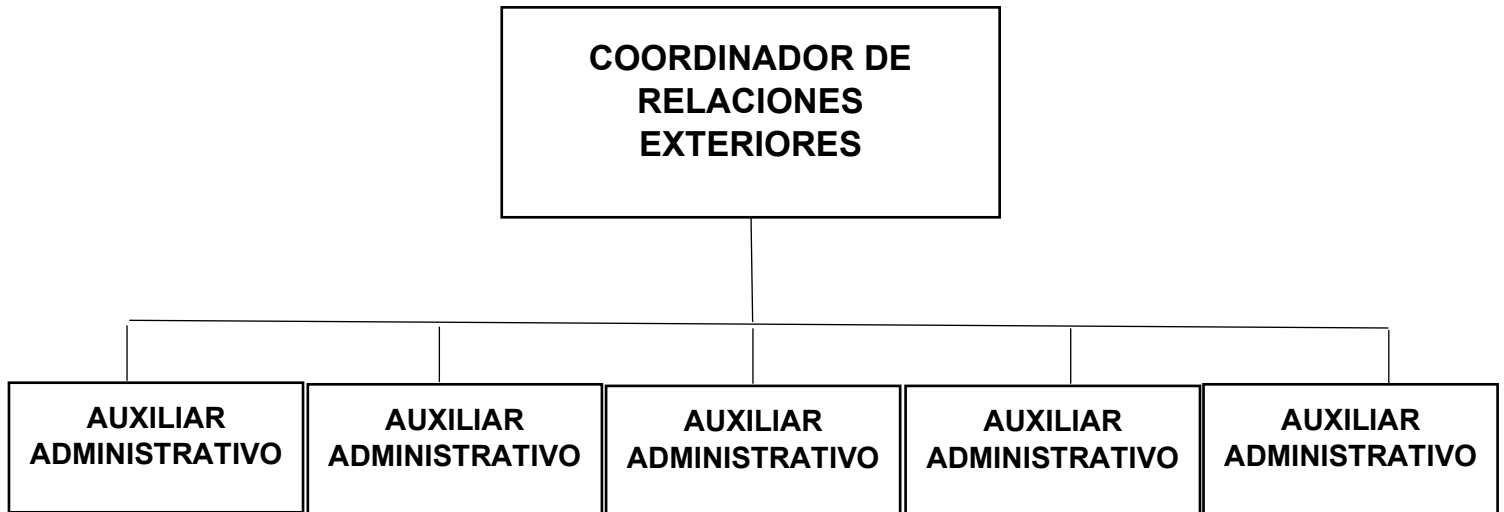 COORDINADOR DE
RELACIONES
EXTERIORES
AUXILIAR
ADMINISTRATIVO
AUXILIAR
ADMINISTRATIVO
AUXILIAR
ADMINISTRATIVO
AUXILIAR
ADMINISTRATIVO
AUXILIAR
ADMINISTRATIVO